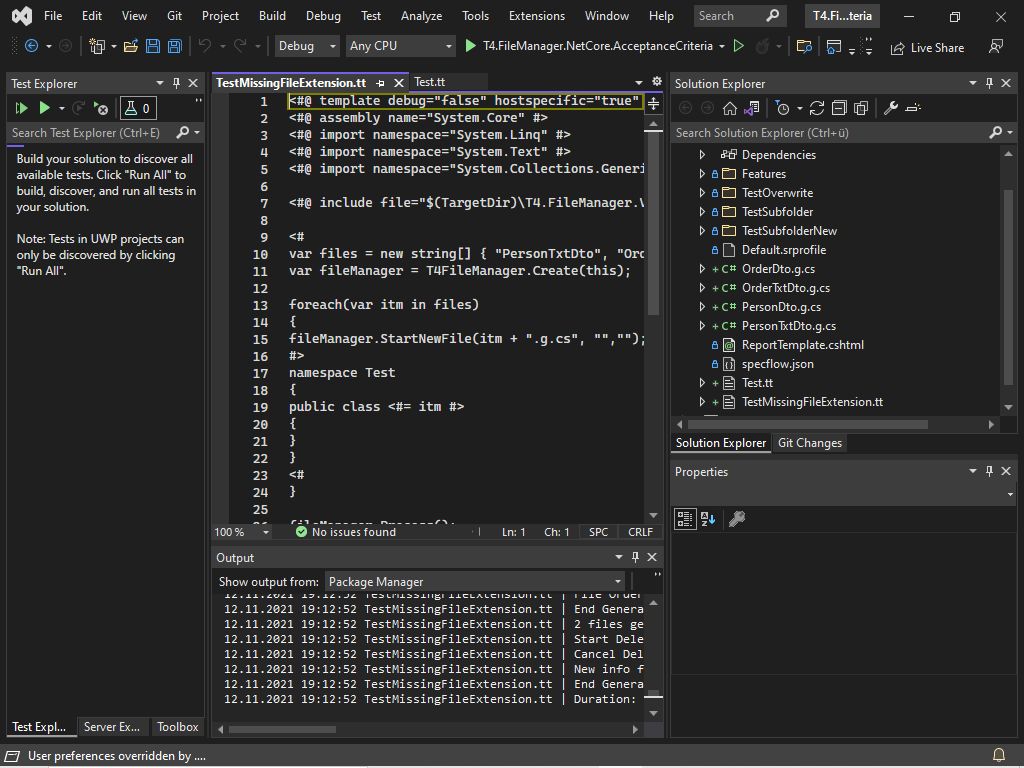 File Edit View Git Project Build Debug Test Analyze Tools Extensions Window Help Search T4.Fi...teria
Debug Any CPU T4.FileManager.NetCore.AcceptanceCriteria Live Share
Test Explorer
0
Search Test Explorer (Ctrl+E)
Build your solution to discover all
available tests. Click "Run All" to
build, discover, and run all tests in
your solution.
Note: Tests in UWP projects can
only be discovered by clicking
"Run All".
Test Expl... Server Ex... Toolbox
TestMissingFileExtension.tt Test.tt
1 <#@ template debug="false" hostspecific="true"
2 <#@ assembly name="System.Core" #>
3 <#@ import namespace="System.Linq" #>
4 <#@ import namespace="System.Text" #>
5 <#@ import namespace="System.Collections.Generi
6
7 <#@ include file="$(TargetDir)\T4.FileManager.V
8
9 <#
10 var files = new string[] { "PersonTxtDto", "Ord
11 var fileManager = T4FileManager.Create(this);
12
13 foreach(var itm in files)
14 {
15 fileManager.StartNewFile(itm + ".g.cs", "","");
16 #>
17 namespace Test
18 {
19 public class <#= itm #>
20 {
21 }
22 }
23 <#
24 }
25
26 fileManager.Process();
100 % No issues found Ln: 1 Ch: 1 SPC CRLF
Output
Show output from: Package Manager
12.11.2021 19:12:52 TestMissingFileExtension.tt | File Order
12.11.2021 19:12:52 TestMissingFileExtension.tt | End Genera
12.11.2021 19:12:52 TestMissingFileExtension.tt | 2 files ge
12.11.2021 19:12:52 TestMissingFileExtension.tt | Start Dele
12.11.2021 19:12:52 TestMissingFileExtension.tt | Cancel Del
12.11.2021 19:12:52 TestMissingFileExtension.tt | New info f
12.11.2021 19:12:52 TestMissingFileExtension.tt | End Genera
12.11.2021 19:12:52 TestMissingFileExtension.tt | Duration:
Solution Explorer
Search Solution Explorer (Ctrl+ü)
Dependencies
Features
TestOverwrite
TestSubfolder
TestSubfolderNew
Default.srprofile
+ C# OrderDto.g.cs
+ C# OrderTxtDto.g.cs
+ C# PersonDto.g.cs
+ C# PersonTxtDto.g.cs
ReportTemplate.cshtml
specflow.json
+ Test.tt
+ TestMissingFileExtension.tt
Solution Explorer Git Changes
Properties
User preferences overridden by ....